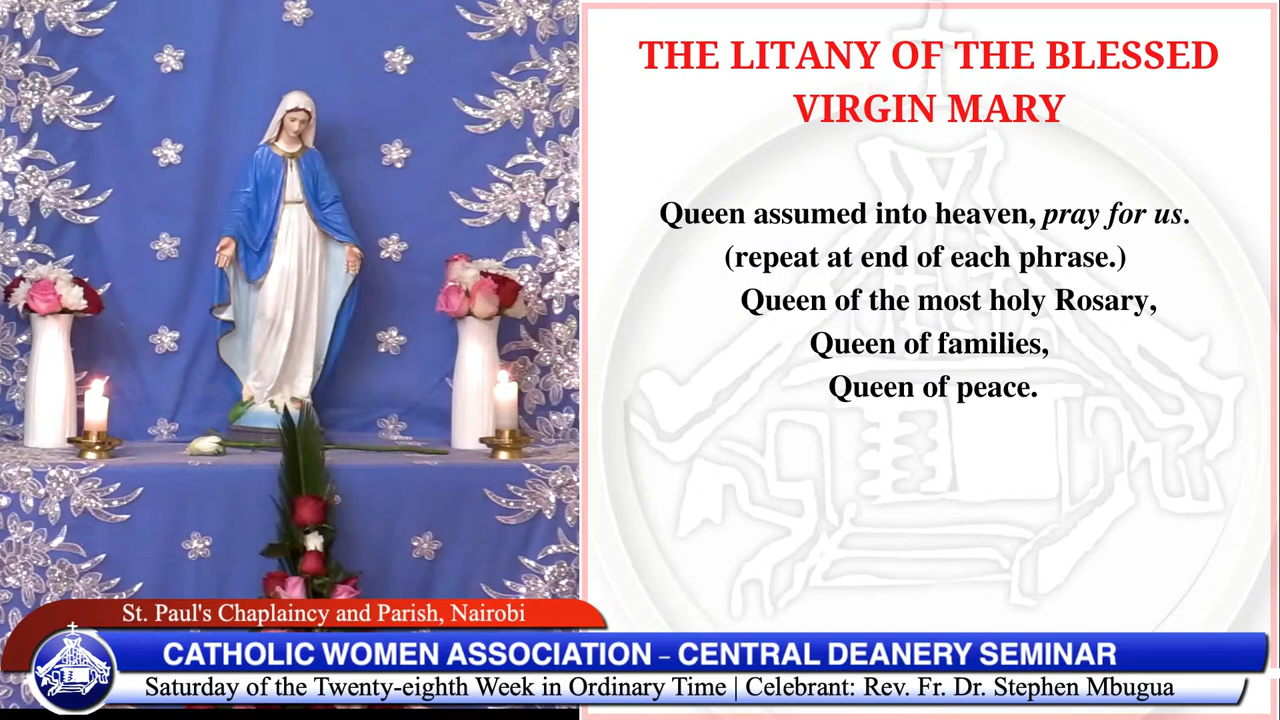 THE LITANY OF THE BLESSED
VIRGIN MARY
Queen assumed into heaven, pray for us.
(repeat at end of each phrase.)
Queen of the most holy Rosary,
Queen of families,
Queen of peace.
St. Paul's Chaplaincy and Parish, Nairobi
CATHOLIC WOMEN ASSOCIATION – CENTRAL DEANERY SEMINAR
Saturday of the Twenty-eighth Week in Ordinary Time | Celebrant: Rev. Fr. Dr. Stephen Mbugua